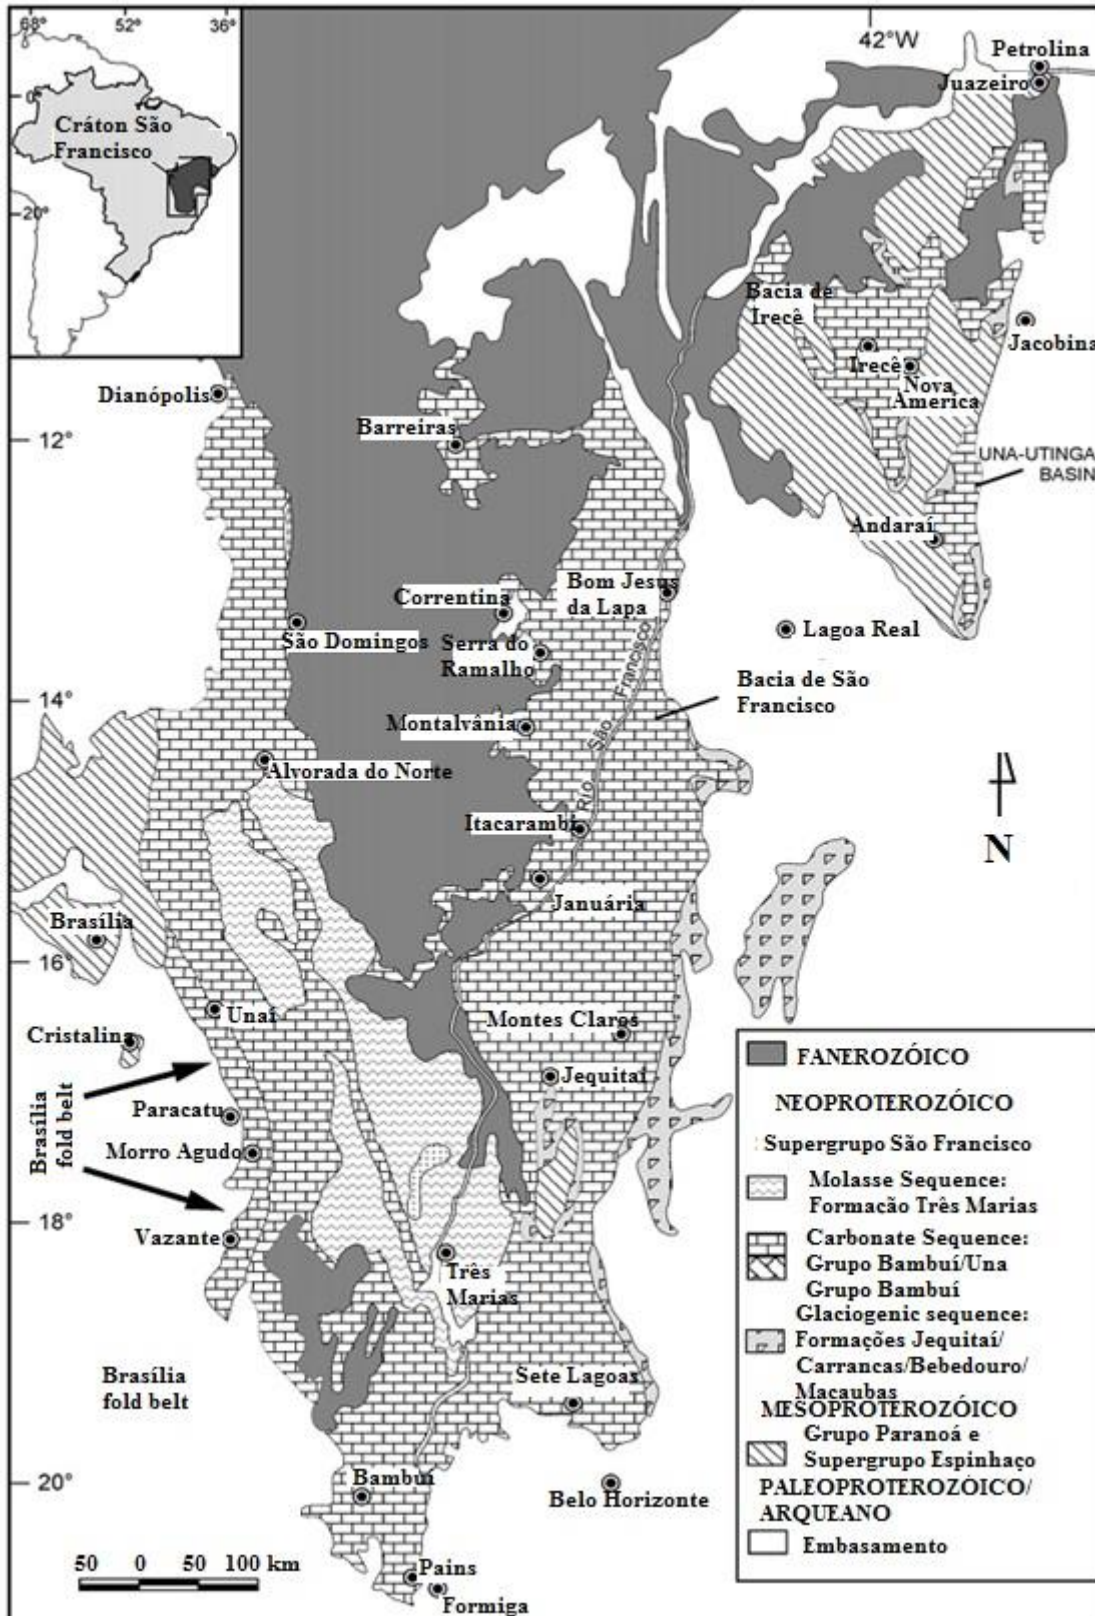 68°
52°
36°
0°
20°
Cráton São
Francisco
42°W
Petrolina
Juazeiro
Bacia de
Irecê
Jacobina
Irecê
Nova
America
Dianópolis
12°
Barreiras
UNA-UTINGA
BASIN
Andaraí
Correntina
Bom Jesus
da Lapa
São Domingos
Serra do
Ramalho
Lagoa Real
14°
Bacia de São
Francisco
Montalvânia
Rio São Francisco
Alvorada do Norte
Itacarambi
N
Januária
Brasília
16°
Unaí
Cristalina
Montes Claros
Jequitaí
Brasília
fold belt
Paracatu
Morro Agudo
18°
Vazante
Três
Marias
Brasília
fold belt
Sete Lagoas
20°
Bambuí
Belo Horizonte
50 0 50 100 km
Pains
Formiga
FANEROZÓICO
NEOPROTEROZÓICO
Supergrupo São Francisco
Molasse Sequence:
Formacão Três Marias
Carbonate Sequence:
Grupo Bambuí/Una
Grupo Bambuí
Glaciogenic sequence:
Formações Jequitaí/
Carrancas/Bebedouro/
Macaubas
MESOPROTEROZÓICO
Grupo Paranoá e
Supergrupo Espinhaço
PALEOPROTEROZÓICO/
ARQUEANO
Embasamento